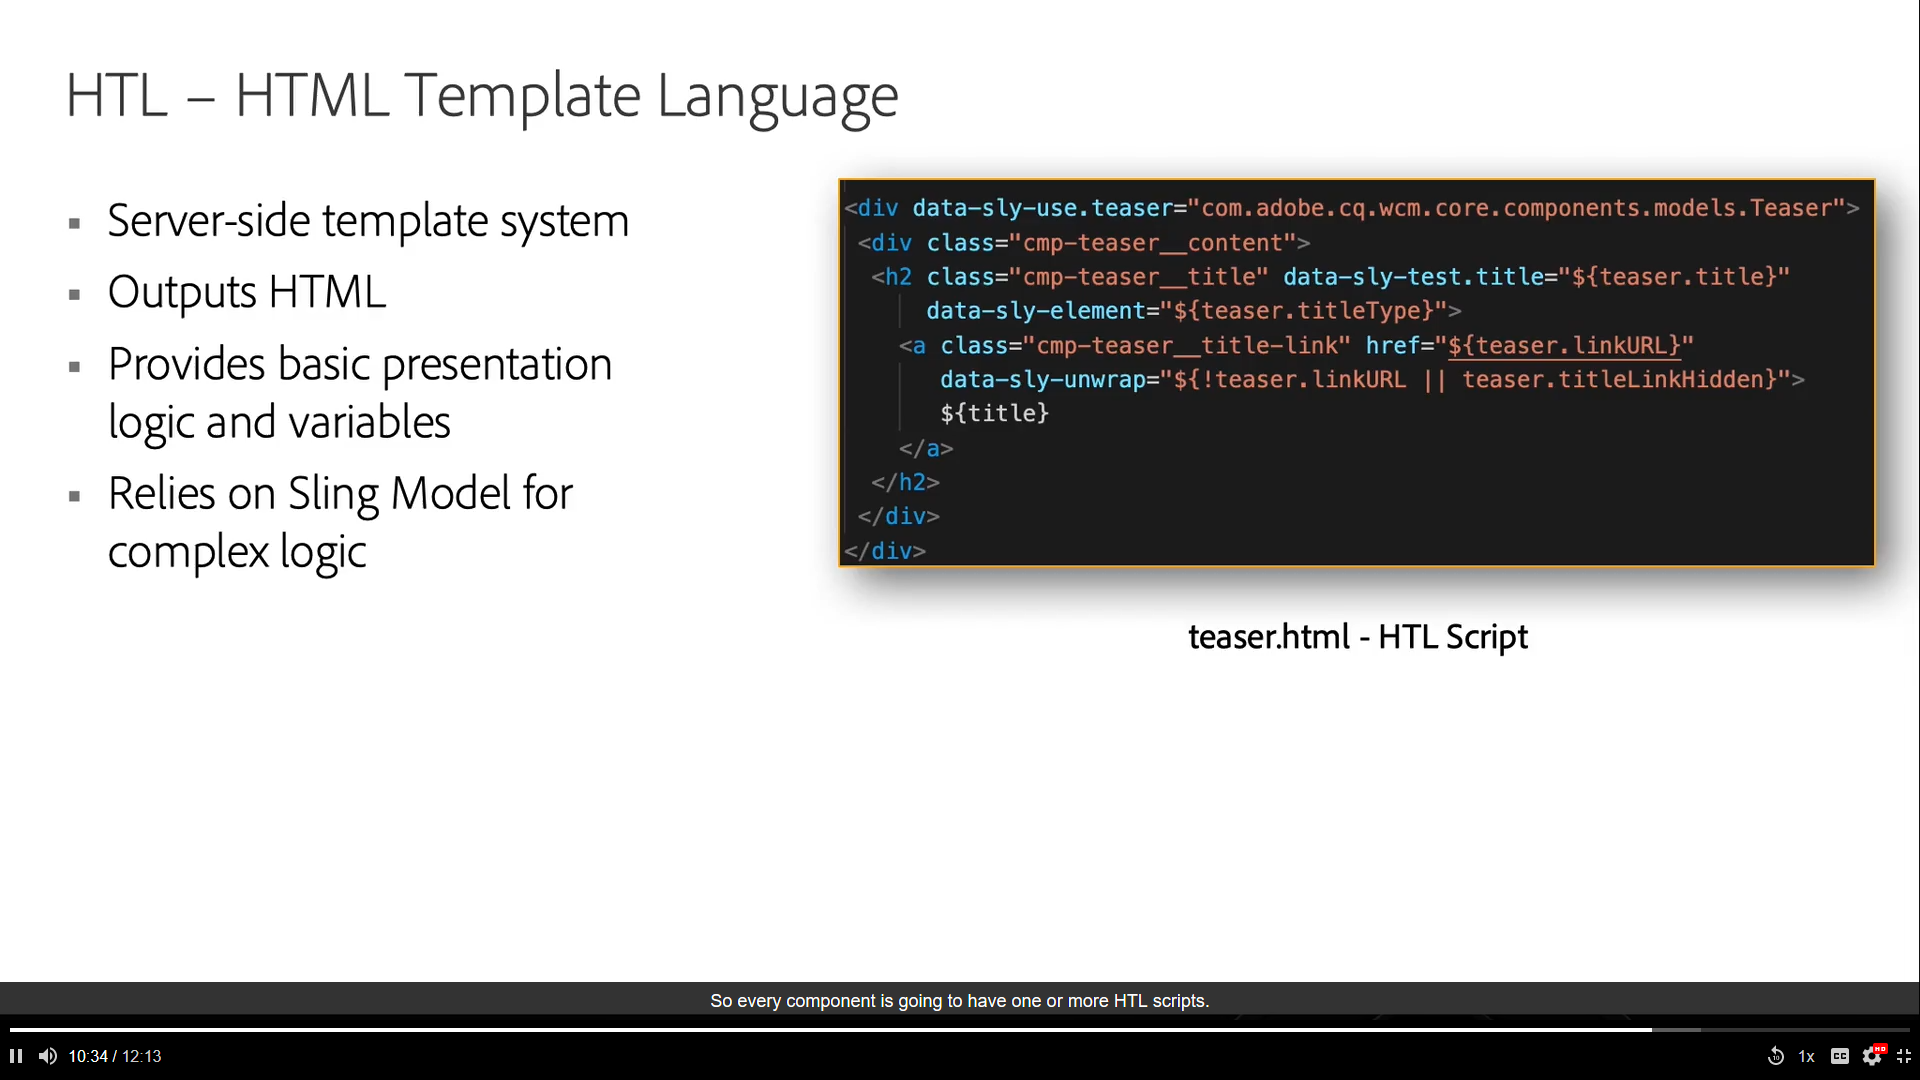 HTL – HTML Template Language
▪ Server-side template system
▪ Outputs HTML
▪ Provides basic presentation
logic and variables
▪ Relies on Sling Model for
complex logic
<div data-sly-use.teaser="com.adobe.cq.wcm.core.components.models.Teaser">
<div class="cmp-teaser__content">
<h2 class="cmp-teaser__title" data-sly-test.title="${teaser.title}"
data-sly-element="${teaser.titleType}">
<a class="cmp-teaser__title-link" href="${teaser.linkURL}"
data-sly-unwrap="${!teaser.linkURL || teaser.titleLinkHidden}">
${title}
</a>
</h2>
</div>
</div>
teaser.html - HTL Script
So every component is going to have one or more HTL scripts.
10:34 / 12:13
10
1x
CC
HD